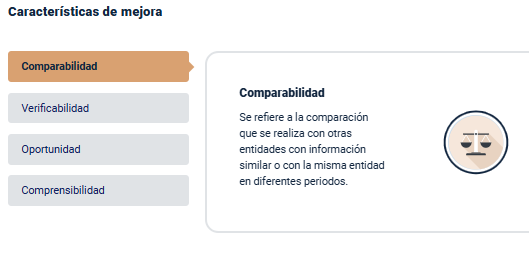 Características de mejora
Comparabilidad
Verificabilidad
Oportunidad
Comprensibilidad
Comparabilidad
Se refiere a la comparación
que se realiza con otras
entidades con información
similar o con la misma entidad
en diferentes periodos.